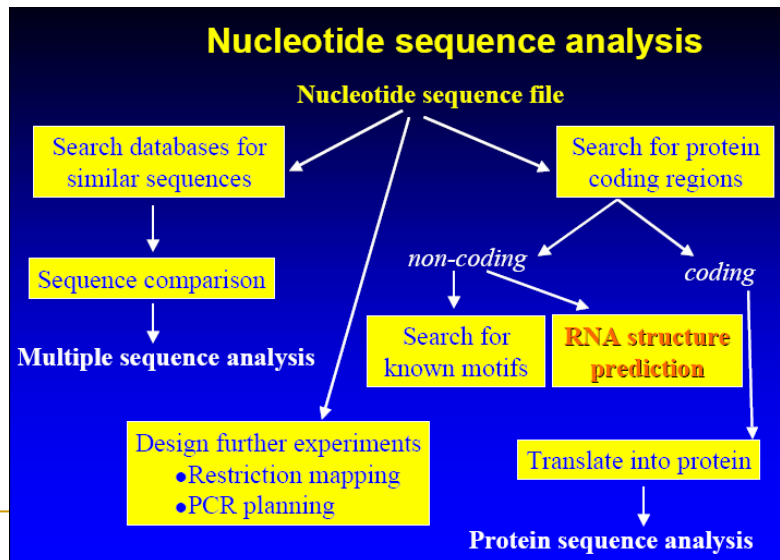 Nucleotide sequence analysis
Nucleotide sequence file
Search databases for
similar sequences
Search for protein
coding regions
Sequence comparison
non-coding
coding
Multiple sequence analysis
Search for
known motifs
RNA structure
prediction
Design further experiments
●Restriction mapping
●PCR planning
Translate into protein
Protein sequence analysis